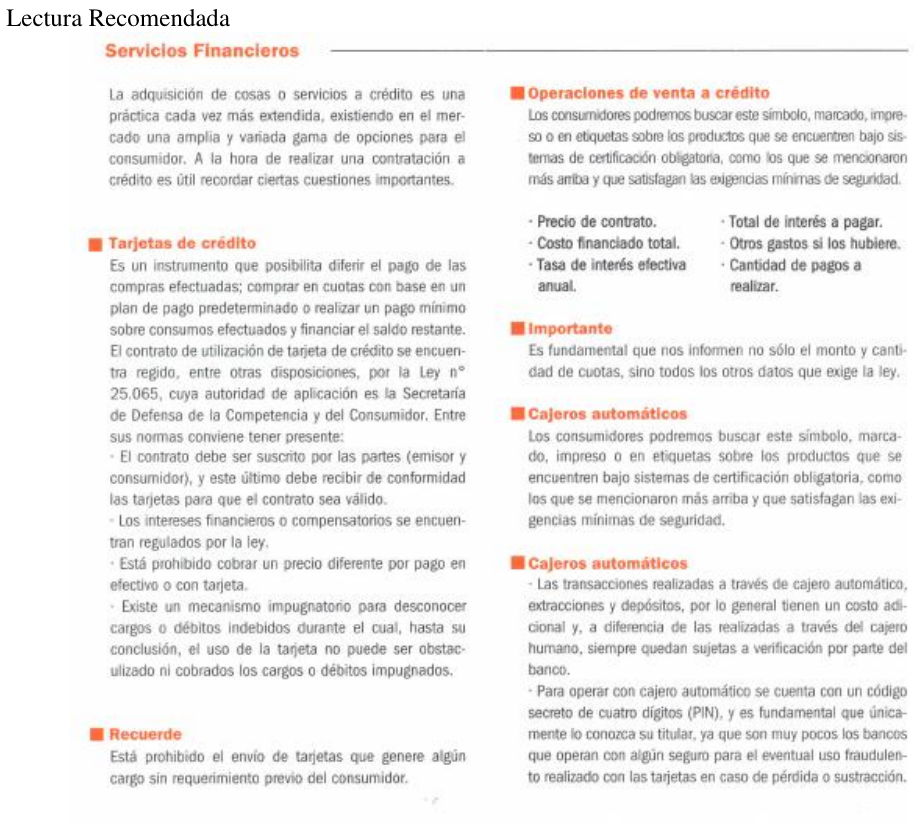 Lectura Recomendada
Servicios Financieros
La adquisición de cosas o servicios a crédito es una
práctica cada vez más extendida, existiendo en el mer-
cado una amplia y variada gama de opciones para el
consumidor. A la hora de realizar una contratación a
crédito es útil recordar ciertas cuestiones importantes.
Tarjetas de crédito
Es un instrumento que posibilita diferir el pago de las
compras efectuadas; comprar en cuotas con base en un
plan de pago predeterminado o realizar un pago mínimo
sobre consumos efectuados y financiar el saldo restante.
El contrato de utilización de tarjeta de crédito se encuen-
tra regido, entre otras disposiciones, por la Ley n°
25.065, cuya autoridad de aplicación es la Secretaría
de Defensa de la Competencia y del Consumidor. Entre
sus normas conviene tener presente:
· El contrato debe ser suscrito por las partes (emisor y
consumidor), y este último debe recibir de conformidad
las tarjetas para que el contrato sea válido.
· Los intereses financieros o compensatorios se encuen-
tran regulados por la ley.
· Está prohibido cobrar un precio diferente por pago en
efectivo o con tarjeta.
· Existe un mecanismo impugnatorio para desconocer
cargos o débitos indebidos durante el cual, hasta su
conclusión, el uso de la tarjeta no puede ser obstac-
ulizado ni cobrados los cargos o débitos impugnados.
Recuerde
Está prohibido el envío de tarjetas que genere algún
cargo sin requerimiento previo del consumidor.
Operaciones de venta a crédito
Los consumidores podremos buscar este símbolo, marcado, impre-
so o en etiquetas sobre los productos que se encuentren bajo sis-
temas de certificación obligatoria, como los que se mencionaron
más arriba y que satisfagan las exigencias mínimas de seguridad.
· Precio de contrato.
· Costo financiado total.
· Tasa de interés efectiva
anual.
· Total de interés a pagar.
· Otros gastos si los hubiere.
· Cantidad de pagos a
realizar.
Importante
Es fundamental que nos informen no sólo el monto y canti-
dad de cuotas, sino todos los otros datos que exige la ley.
Cajeros automáticos
Los consumidores podremos buscar este símbolo, marca-
do, impreso o en etiquetas sobre los productos que se
encuentren bajo sistemas de certificación obligatoria, como
los que se mencionaron más arriba y que satisfagan las exi-
gencias mínimas de seguridad.
Cajeros automáticos
· Las transacciones realizadas a través de cajero automático,
extracciones y depósitos, por lo general tienen un costo adi-
cional y, a diferencia de las realizadas a través del cajero
humano, siempre quedan sujetas a verificación por parte del
banco.
· Para operar con cajero automático se cuenta con un código
secreto de cuatro dígitos (PIN), y es fundamental que única-
mente lo conozca su titular, ya que son muy pocos los bancos
que operan con algún seguro para el eventual uso fraudulen-
to realizado con las tarjetas en caso de pérdida o sustracción.